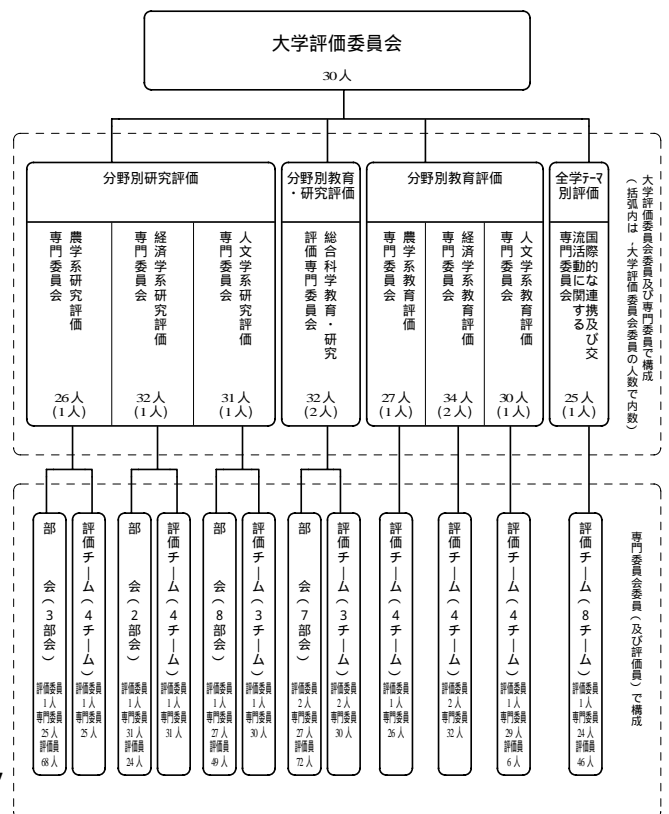 大学評価委員会
30人
分野別研究評価
農学系研究評価
専門委員会
26人
(1人)
経済学系研究評価
専門委員会
32人
(1人)
人文学系研究評価
専門委員会
31人
(1人)
分野別教育
・研究評価
総合科学教育・研究
評価専門委員会
32人
(2人)
分野別教育評価
農学系教育評価
専門委員会
27人
(1人)
経済学系教育評価
専門委員会
34人
(2人)
人文学系教育評価
専門委員会
30人
(1人)
全学テーマ
別評価
国際的な連携及び交
流活動に関する
専門委員会
25人
(1人)
大学評価委員会委員及び専門委員で構成
(括弧内は,大学評価委員会委員の人数で内数)
部会(3部会)
評価委員
1人
専門委員
25人
評価員
68人
評価チーム(4チーム)
評価委員
1人
専門委員
25人
部会(2部会)
評価委員
1人
専門委員
31人
評価員
24人
評価チーム(4チーム)
評価委員
1人
専門委員
31人
部会(8部会)
評価委員
1人
専門委員
27人
評価員
49人
評価チーム(3チーム)
評価委員
1人
専門委員
30人
部会(7部会)
評価委員
2人
専門委員
27人
評価員
72人
評価チーム(3チーム)
評価委員
2人
専門委員
30人
評価チーム(4チーム)
評価委員
1人
専門委員
26人
評価チーム(4チーム)
評価委員
2人
専門委員
32人
評価チーム(4チーム)
評価委員
1人
専門委員
29人
評価員
6人
評価チーム(8チーム)
評価委員
1人
専門委員
24人
評価員
46人
専門委員会委員(及び評価員)で構成